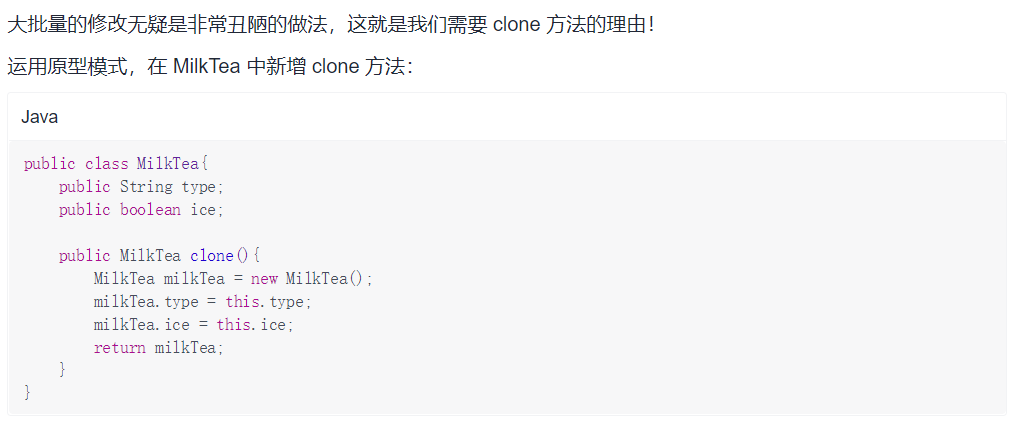 大批量的修改无疑是非常丑陋的做法，这就是我们需要 clone 方法的理由！
运用原型模式，在 MilkTea 中新增 clone 方法：
Java
public class MilkTea{
    public String type;
    public boolean ice;

    public MilkTea clone(){
        MilkTea milkTea = new MilkTea();
        milkTea.type = this.type;
        milkTea.ice = this.ice;
        return milkTea;
    }
}